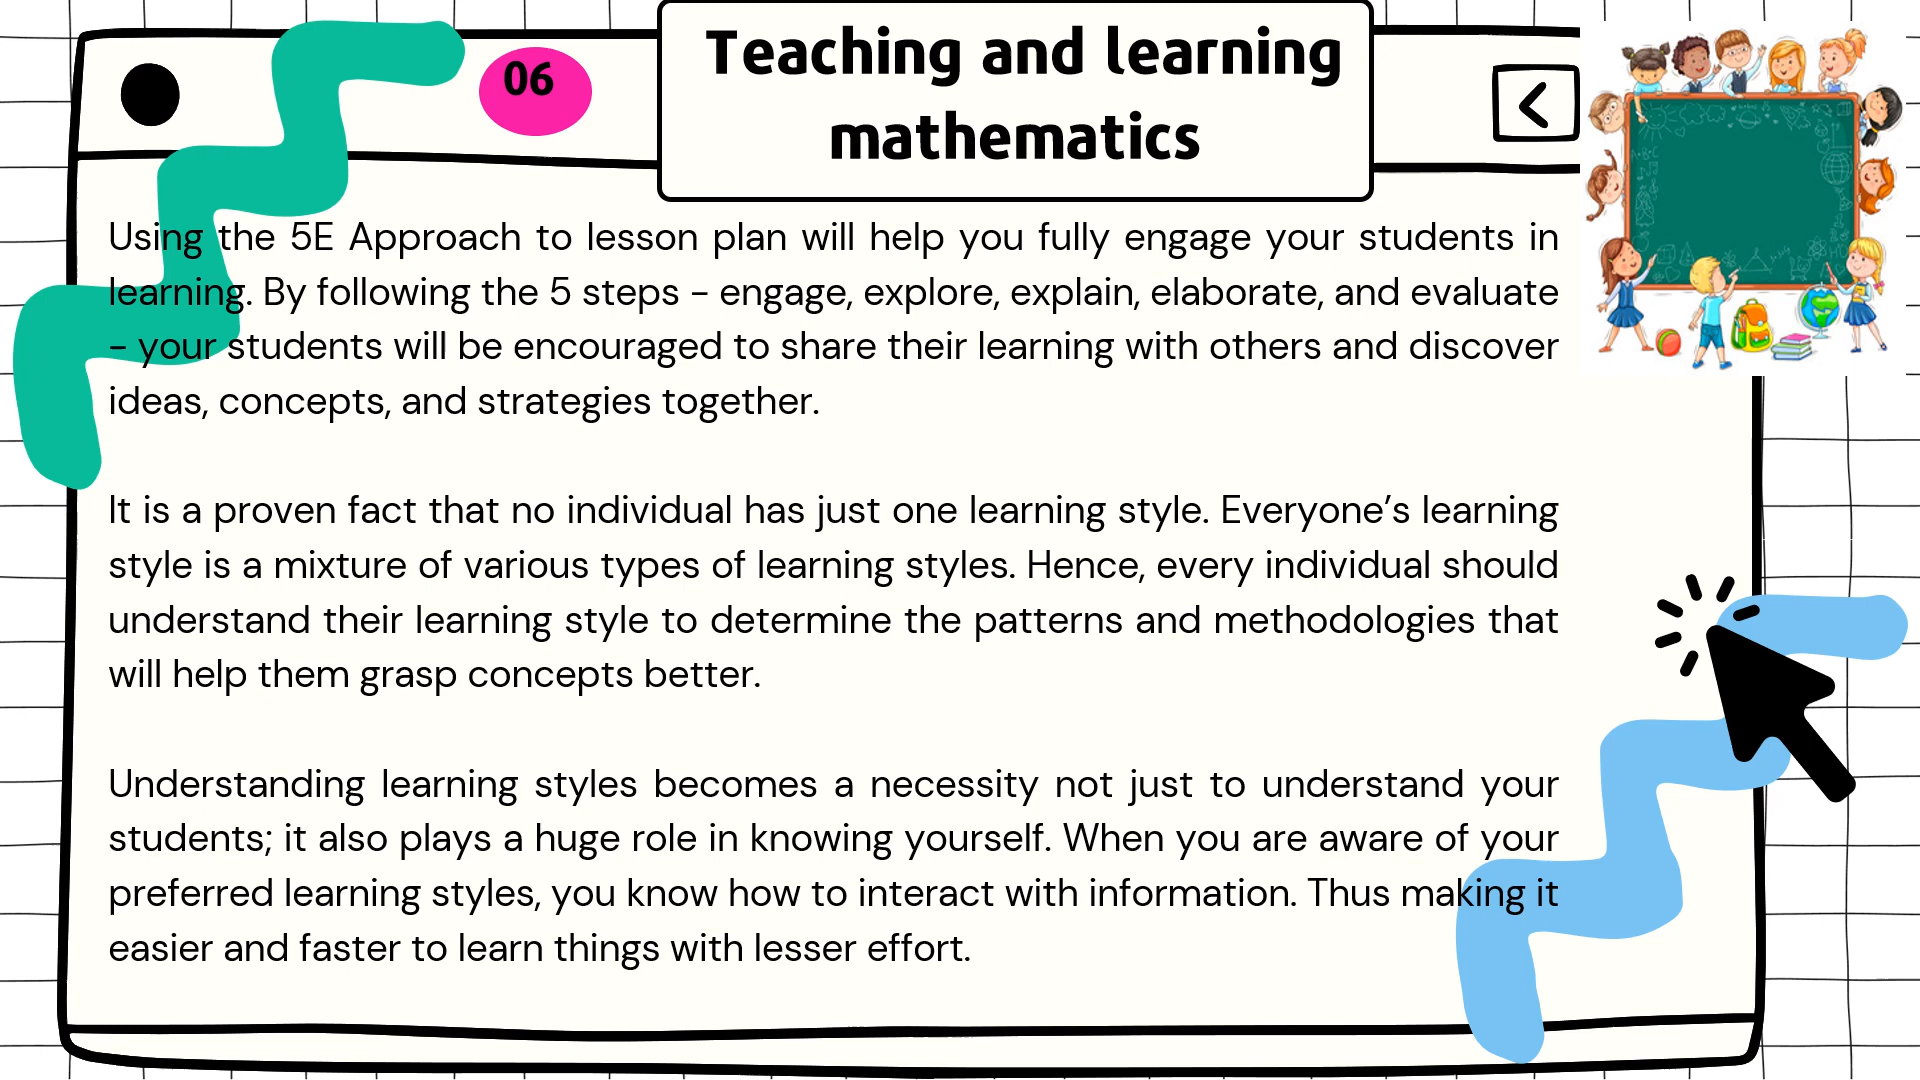 06
Teaching and learning
mathematics
Using the 5E Approach to lesson plan will help you fully engage your students in
learning. By following the 5 steps – engage, explore, explain, elaborate, and evaluate
– your students will be encouraged to share their learning with others and discover
ideas, concepts, and strategies together.
It is a proven fact that no individual has just one learning style. Everyone’s learning
style is a mixture of various types of learning styles. Hence, every individual should
understand their learning style to determine the patterns and methodologies that
will help them grasp concepts better.
Understanding learning styles becomes a necessity not just to understand your
students; it also plays a huge role in knowing yourself. When you are aware of your
preferred learning styles, you know how to interact with information. Thus making it
easier and faster to learn things with lesser effort.